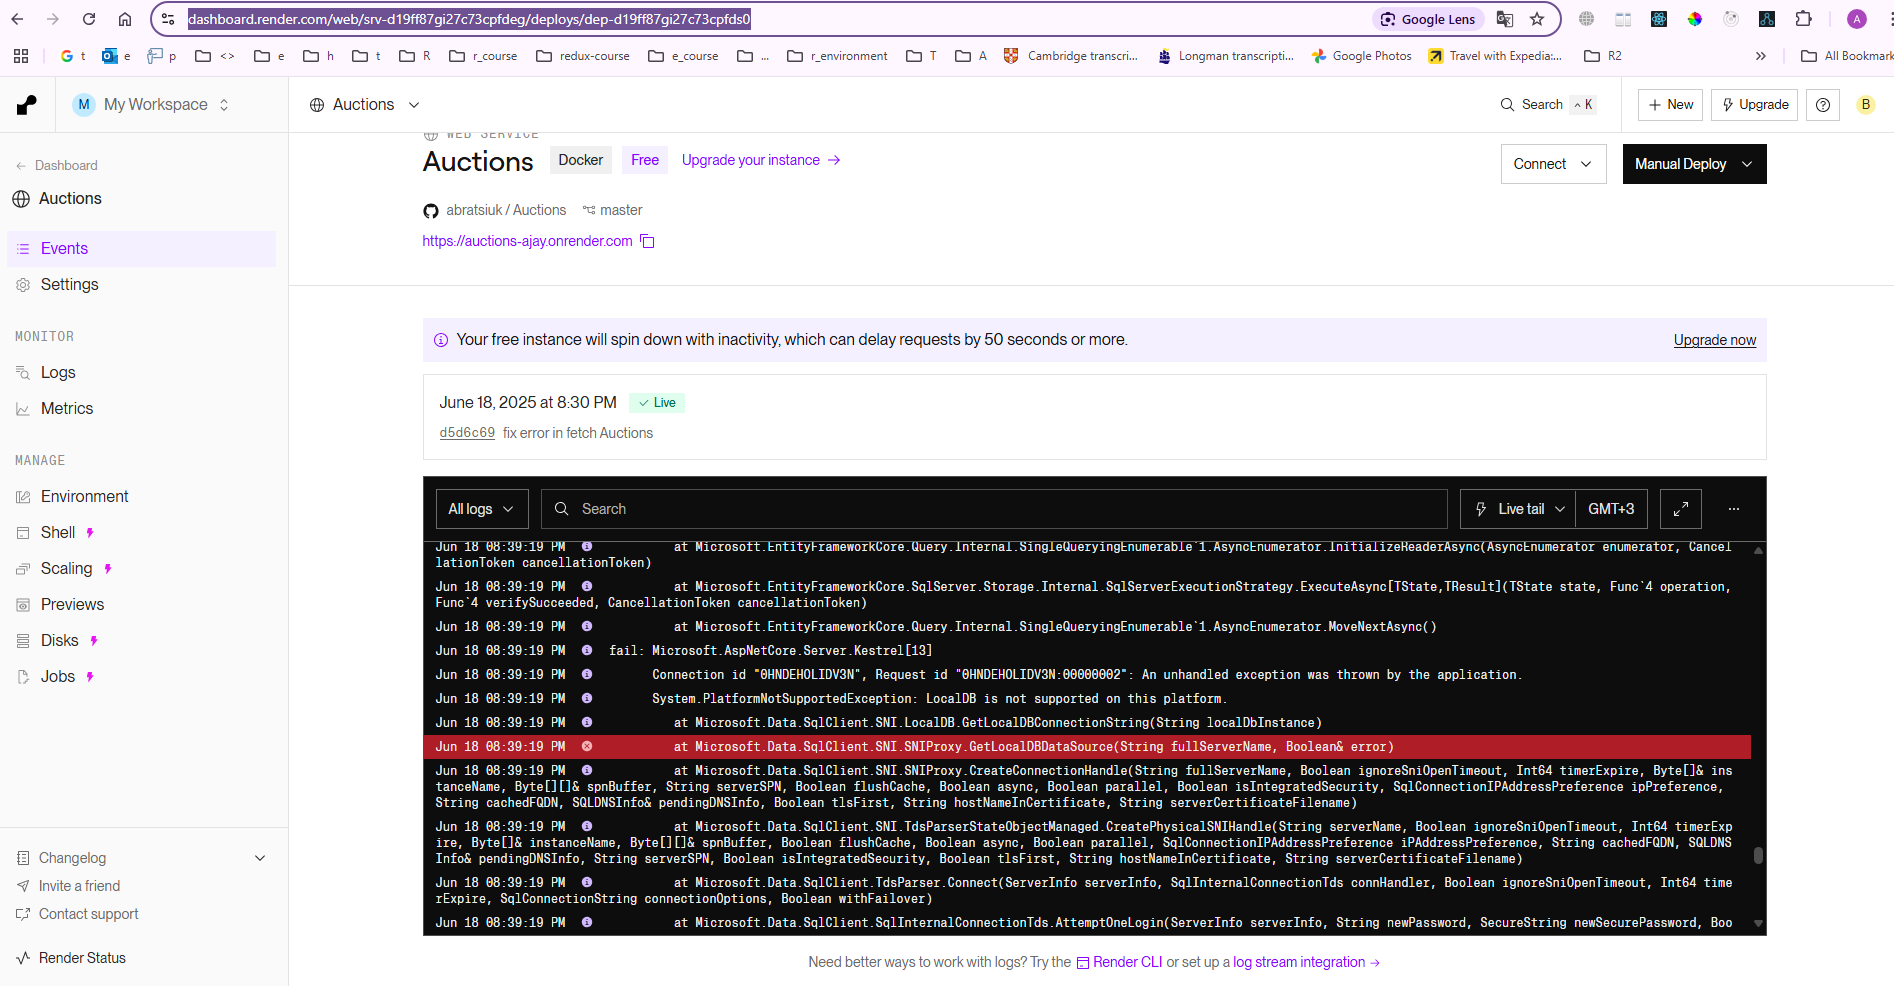 dashboard.render.com/web/srv-d19ff87gi27c73cpfdeg/deploys/dep-d19ff87gi27c73cpfds0
Google Lens
A
t
e
p
<>
e
h
t
R
r_course
redux-course
e_course
...
r_environment
T
A
Cambridge transcri...
Longman transcripti...
Google Photos
Travel with Expedia:...
R2
»
All Bookmark
M My Workspace
Auctions
Search
K
+ New
Upgrade
B
← Dashboard
Auctions
Events
Settings
MONITOR
Logs
Metrics
MANAGE
Environment
Shell
Scaling
Previews
Disks
Jobs
Changelog
Invite a friend
Contact support
Render Status
WEB SERVICE
Auctions
Docker
Free
Upgrade your instance →
Connect
Manual Deploy
abratsiuk / Auctions
master
https://auctions-ajay.onrender.com
Your free instance will spin down with inactivity, which can delay requests by 50 seconds or more.
Upgrade now
June 18, 2025 at 8:30 PM
Live
d5d6c69 fix error in fetch Auctions
All logs
Search
Live tail
GMT+3
...
Jun 18 08:39:19 PM at Microsoft.EntityFrameworkCore.Query.Internal.SingleQueryingEnumerable`1.AsyncEnumerator.InitializeReaderAsync(AsyncEnumerator enumerator, Cancel
lationToken cancellationToken)
Jun 18 08:39:19 PM at Microsoft.EntityFrameworkCore.SqlServer.Storage.Internal.SqlServerExecutionStrategy.ExecuteAsync[TState,TResult](TState state, Func`4 operation,
Func`4 verifySucceeded, CancellationToken cancellationToken)
Jun 18 08:39:19 PM at Microsoft.EntityFrameworkCore.Query.Internal.SingleQueryingEnumerable`1.AsyncEnumerator.MoveNextAsync()
Jun 18 08:39:19 PM fail: Microsoft.AspNetCore.Server.Kestrel[13]
Jun 18 08:39:19 PM Connection id "0HNDEHOLIDV3N", Request id "0HNDEHOLIDV3N:00000002": An unhandled exception was thrown by the application.
Jun 18 08:39:19 PM System.PlatformNotSupportedException: LocalDB is not supported on this platform.
Jun 18 08:39:19 PM at Microsoft.Data.SqlClient.SNI.LocalDB.GetLocalDBConnectionString(String localDbInstance)
Jun 18 08:39:19 PM at Microsoft.Data.SqlClient.SNI.SNIProxy.GetLocalDBDataSource(String fullServerName, Boolean& error)
Jun 18 08:39:19 PM at Microsoft.Data.SqlClient.SNI.SNIProxy.CreateConnectionHandle(String fullServerName, Boolean ignoreSniOpenTimeout, Int64 timerExpire, Byte[]& ins
tanceName, Byte[][]& spnBuffer, String serverSPN, Boolean flushCache, Boolean async, Boolean parallel, Boolean isIntegratedSecurity, SqlConnectionIPAddressPreference ipPreference,
String cachedFQDN, SQLDNSInfo& pendingDNSInfo, Boolean tlsFirst, String hostNameInCertificate, String serverCertificateFilename)
Jun 18 08:39:19 PM at Microsoft.Data.SqlClient.SNI.TdsParserStateObjectManaged.CreatePhysicalSNIHandle(String serverName, Boolean ignoreSniOpenTimeout, Int64 timerExp
ire, Byte[]& instanceName, Byte[][]& spnBuffer, Boolean flushCache, Boolean async, Boolean parallel, SqlConnectionIPAddressPreference iPAddressPreference, String cachedFQDN, SQLDNS
Info& pendingDNSInfo, String serverSPN, Boolean isIntegratedSecurity, Boolean tlsFirst, String hostNameInCertificate, String serverCertificateFilename)
Jun 18 08:39:19 PM at Microsoft.Data.SqlClient.TdsParser.Connect(ServerInfo serverInfo, SqlInternalConnectionTds connHandler, Boolean ignoreSniOpenTimeout, Int64 time
rExpire, SqlConnectionString connectionOptions, Boolean withFailover)
Jun 18 08:39:19 PM at Microsoft.Data.SqlClient.SqlInternalConnectionTds.AttemptOneLogin(ServerInfo serverInfo, String newPassword, SecureString newSecurePassword, Boo
Need better ways to work with logs? Try the Render CLI or set up a log stream integration →